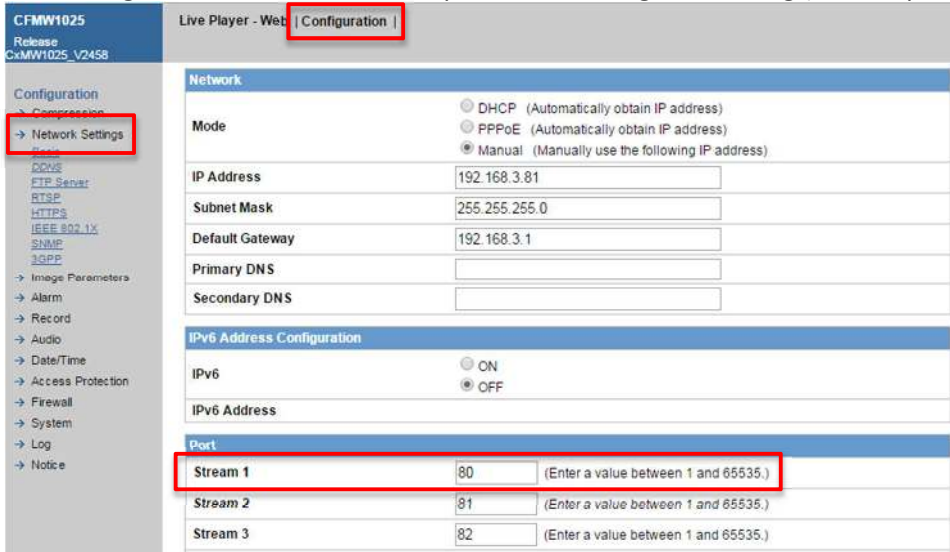 CFMW1025
Release
CxMW1025_V2458
Live Player - Web | Configuration |
Configuration
Compression
Network Settings
Basic
DDNS
FTP Server
RTSP
HTTPS
IEEE 802.1X
SNMP
3GPP
Image Parameters
Alarm
Record
Audio
Date/Time
Access Protection
Firewall
System
Log
Notice
Network
Mode
DHCP (Automatically obtain IP address)
PPPoE (Automatically obtain IP address)
Manual (Manually use the following IP address)
IP Address 192.168.3.81
Subnet Mask 255.255.255.0
Default Gateway 192.168.3.1
Primary DNS
Secondary DNS
IPv6 Address Configuration
IPv6
ON
OFF
IPv6 Address
Port
Stream 1 80 (Enter a value between 1 and 65535.)
Stream 2 81 (Enter a value between 1 and 65535.)
Stream 3 82 (Enter a value between 1 and 65535.)